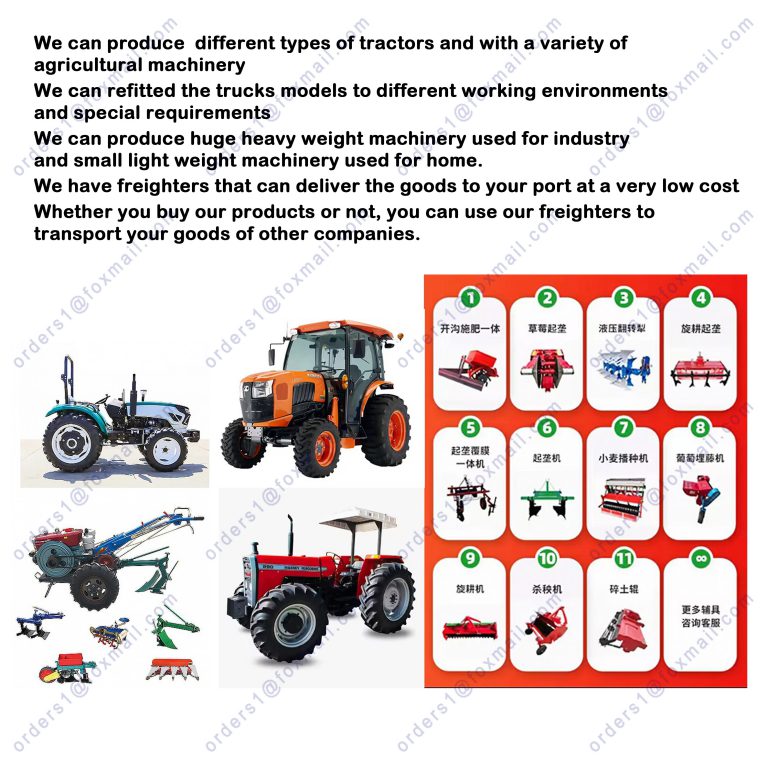 We can produce  different types of tractors and with a variety of
agricultural machinery
We can refitted the trucks models to different working environments
and special requirements
We can produce huge heavy weight machinery used for industry
and small light weight machinery used for home.
We have freighters that can deliver the goods to your port at a very low cost
Whether you buy our products or not, you can use our freighters to
transport your goods of other companies.
1
开沟施肥一体
2
草莓起垄
3
液压翻转犁
4
旋耕起垄
5
起垄覆膜
一体机
6
起垄机
7
小麦播种机
8
葡萄埋藤机
9
旋耕机
10
杀秧机
11
碎土辊
∞
更多辅具
咨询客服
orders1@foxmail.com